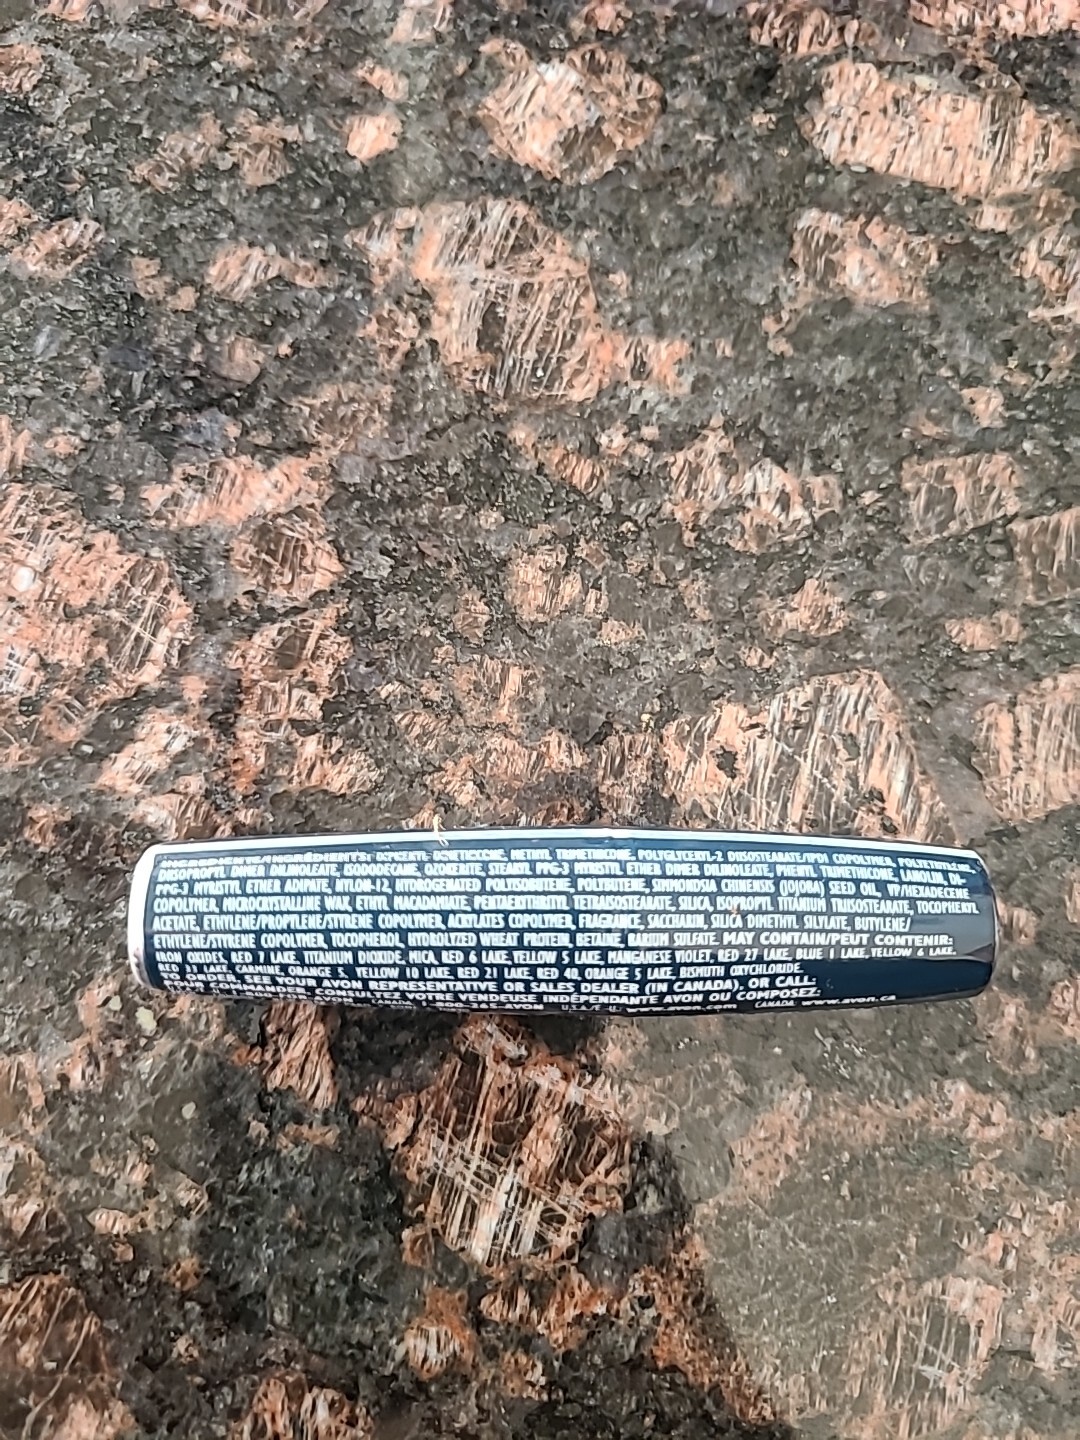 INGREDIENTS/INGRÉDIENTS: DIPHENYL DIMETHICONE, METHYL TRIMETHICONE, POLYGLYCERYL-2 DIISOSTEARATE/IPDI COPOLYMER, POLYETHYLENE,
DIISOPROPYL DIMER DILINOLEATE, ISODODECANE, OZOKERITE, STEARYL PPG-3 MYRISTYL ETHER DIMER DILINOLEATE, PHENYL TRIMETHICONE, LANOLIN, DI-
PPG-3 MYRISTYL ETHER ADIPATE, NYLON-12, HYDROGENATED POLYISOBUTENE, POLYBUTENE, SIMMONDSIA CHINENSIS (JOJOBA) SEED OIL, VP/HEXADECENE
COPOLYMER, MICROCRYSTALLINE WAX, ETHYL MACADAMIATE, PENTAERYTHRITYL TETRAISOSTEARATE, SILICA, ISOPROPYL TITANIUM TRIISOSTEARATE, TOCOPHERYL
ACETATE, ETHYLENE/PROPYLENE/STYRENE COPOLYMER, ACRYLATES COPOLYMER, FRAGRANCE, SACCHARIN, SILICA DIMETHYL SILYLATE, BUTYLENE/
ETHYLENE/STYRENE COPOLYMER, TOCOPHEROL, HYDROLYZED WHEAT PROTEIN, BETAINE, BARIUM SULFATE. MAY CONTAIN/PEUT CONTENIR:
IRON OXIDES, RED 7 LAKE, TITANIUM DIOXIDE, MICA, RED 6 LAKE, YELLOW 5 LAKE, MANGANESE VIOLET, RED 27 LAKE, BLUE 1 LAKE, YELLOW 6 LAKE,
RED 33 LAKE, CARMINE, ORANGE 5, YELLOW 10 LAKE, RED 21 LAKE, RED 40, ORANGE 5 LAKE, BISMUTH OXYCHLORIDE.
TO ORDER, SEE YOUR AVON REPRESENTATIVE OR SALES DEALER (IN CANADA), OR CALL:
POUR COMMANDER, CONSULTEZ VOTRE VENDEUSE INDÉPENDANTE AVON OU COMPOSEZ:
AVON CANADA: AVON U.S.A./É.-U.: www.avon.com CANADA: www.avon.ca